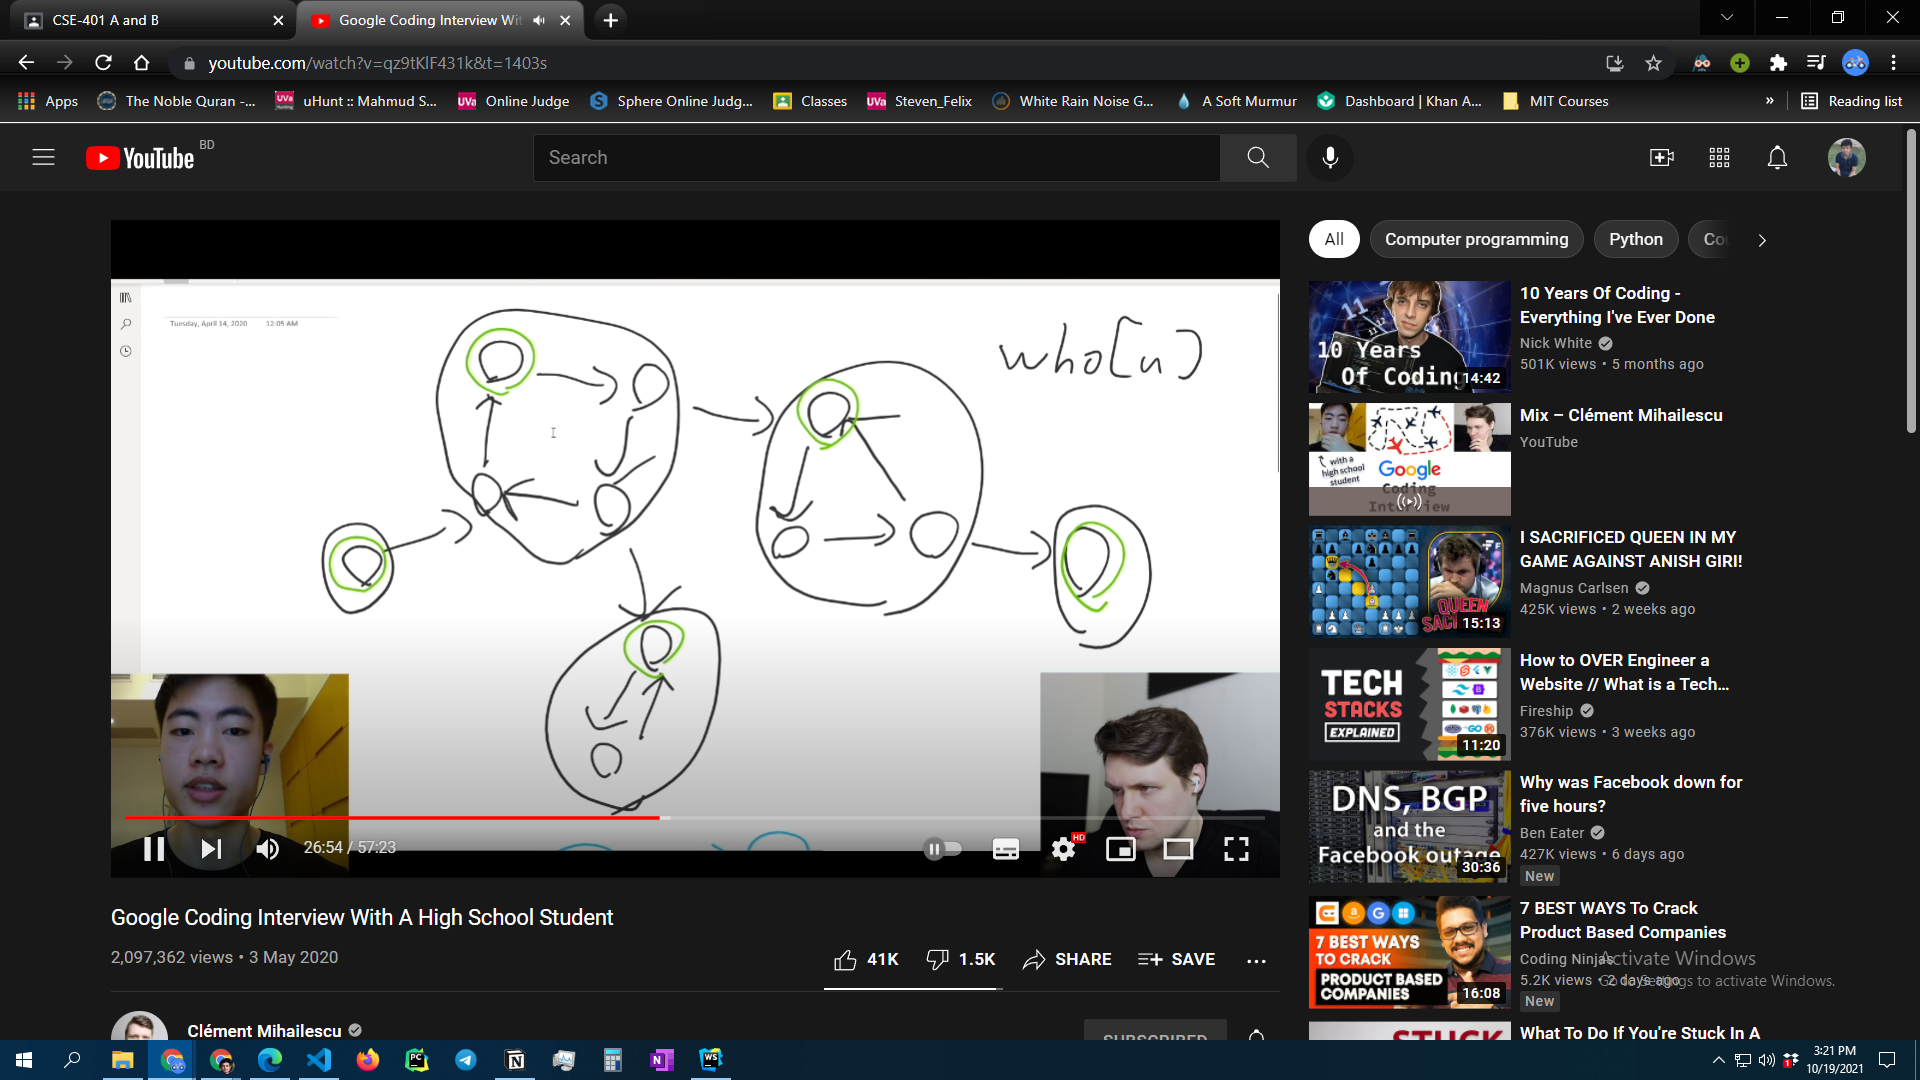 CSE-401 A and B
Google Coding Interview Wit
youtube.com/watch?v=qz9tKlF431k&t=1403s
Apps
The Noble Quran -...
uHunt :: Mahmud S...
Online Judge
Sphere Online Judg...
Classes
Steven_Felix
White Rain Noise G...
A Soft Murmur
Dashboard | Khan A...
MIT Courses
»
Reading list
YouTube BD
Search
All
Computer programming
Python
Tuesday, April 14, 2020 12:05 AM
who[u]
26:54 / 57:23
HD
Google Coding Interview With A High School Student
2,097,362 views • 3 May 2020
41K
1.5K
SHARE
SAVE
Clément Mihailescu
SUBSCRIBED
10 Years
Of Coding
14:42
10 Years Of Coding -
Everything I've Ever Done
Nick White
501K views • 5 months ago
with a
high school
student
Google
Coding
Interview
Mix – Clément Mihailescu
YouTube
QUEEN
15:13
I SACRIFICED QUEEN IN MY
GAME AGAINST ANISH GIRI!
Magnus Carlsen
425K views • 2 weeks ago
TECH
STACKS
EXPLAINED
11:20
How to OVER Engineer a
Website // What is a Tech...
Fireship
376K views • 3 weeks ago
DNS, BGP
and the
Facebook outage
30:36
Why was Facebook down for
five hours?
Ben Eater
427K views • 6 days ago
New
7 BEST WAYS
TO CRACK
PRODUCT BASED
COMPANIES
16:08
7 BEST WAYS To Crack
Product Based Companies
Coding Ninjas
5.2K views • 2 days ago
New
Activate Windows
Go to Settings to activate Windows.
STUCK
What To Do If You're Stuck In A
3:21 PM
10/19/2021